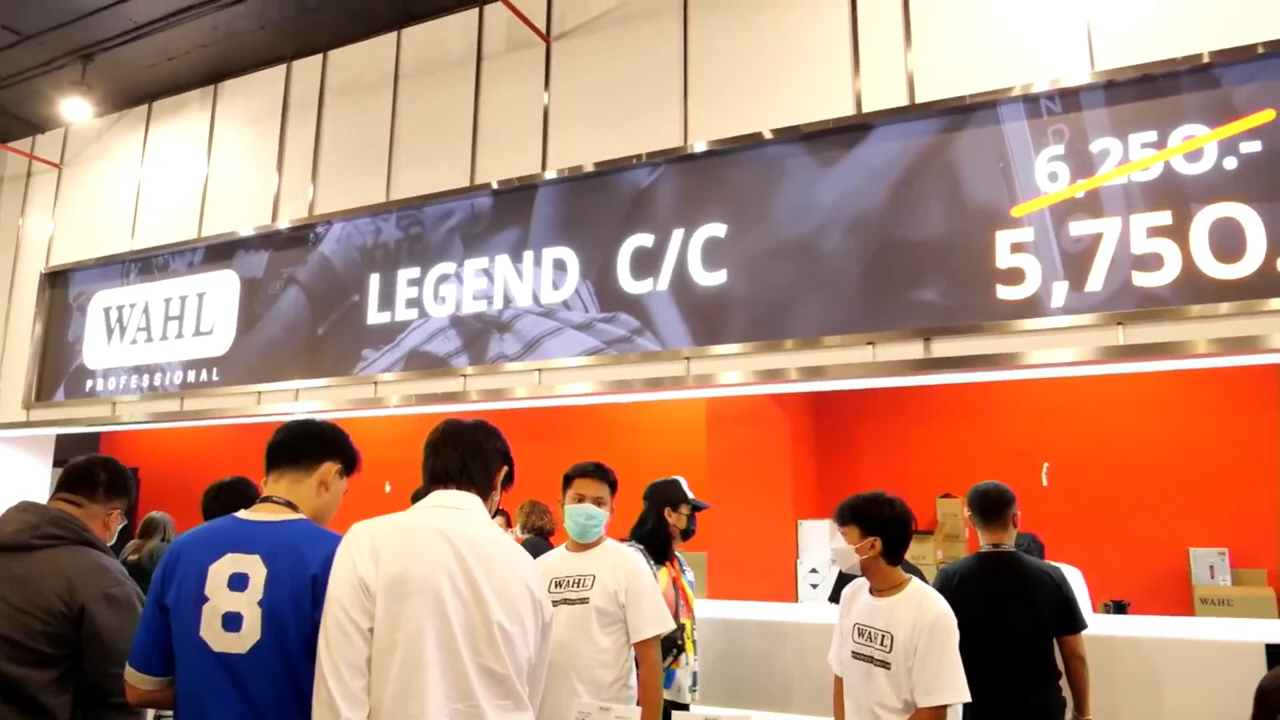 6,250.-
5,750.
LEGEND C/C
WAHL
PROFESSIONAL
8
WAHL
WAHL
WAHL